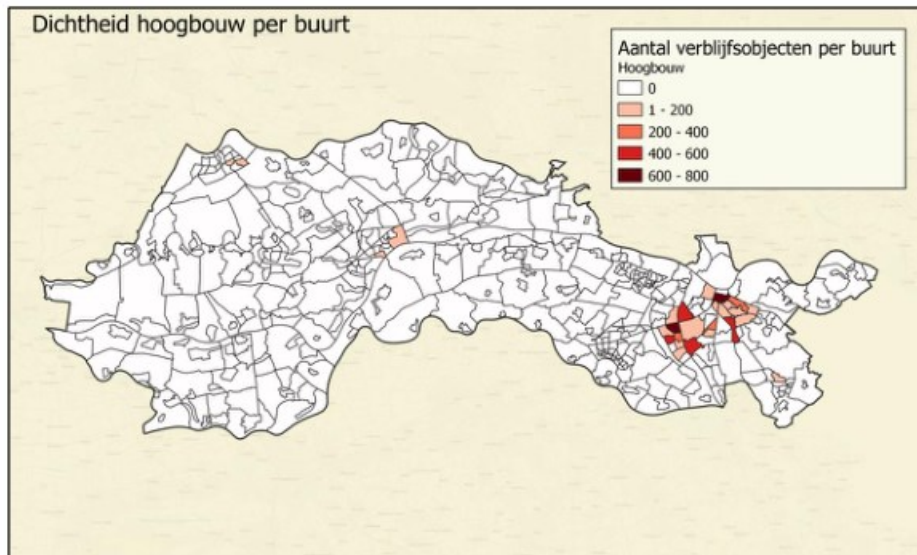 Dichtheid hoogbouw per buurt
Aantal verblijfsobjecten per buurt
Hoogbouw
0
1 - 200
200 - 400
400 - 600
600 - 800